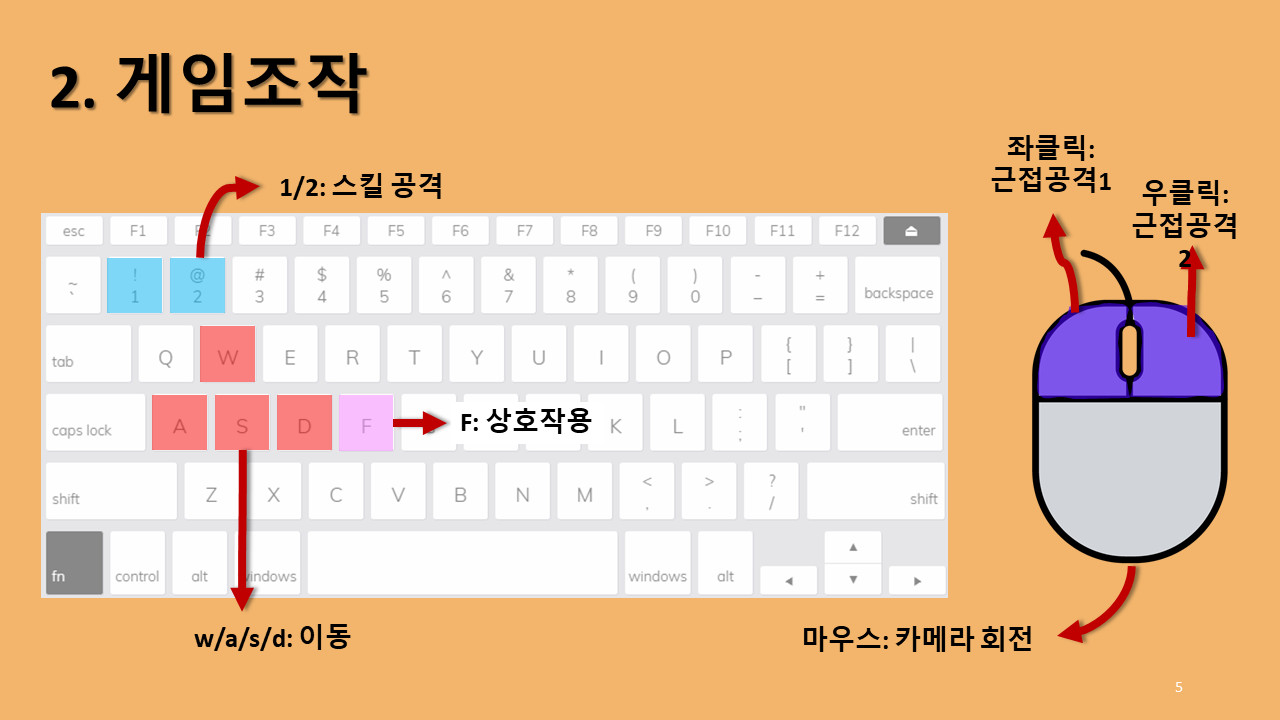 2. 게임조작
좌클릭:
근접공격1
우클릭:
근접공격
2
1/2: 스킬 공격
esc F1 F2 F3 F4 F5 F6 F7 F8 F9 F10 F11 F12
~ ! @ # $ % ^ & * ( ) - +
` 1 2 3 4 5 6 7 8 9 0 – = backspace
tab Q W E R T Y U I O P { [ } ] | \
caps lock A S D F K L : ; " ' enter
F: 상호작용
shift Z X C V B N M < , > . ? / shift
fn control alt windows windows alt
w/a/s/d: 이동
마우스: 카메라 회전
5